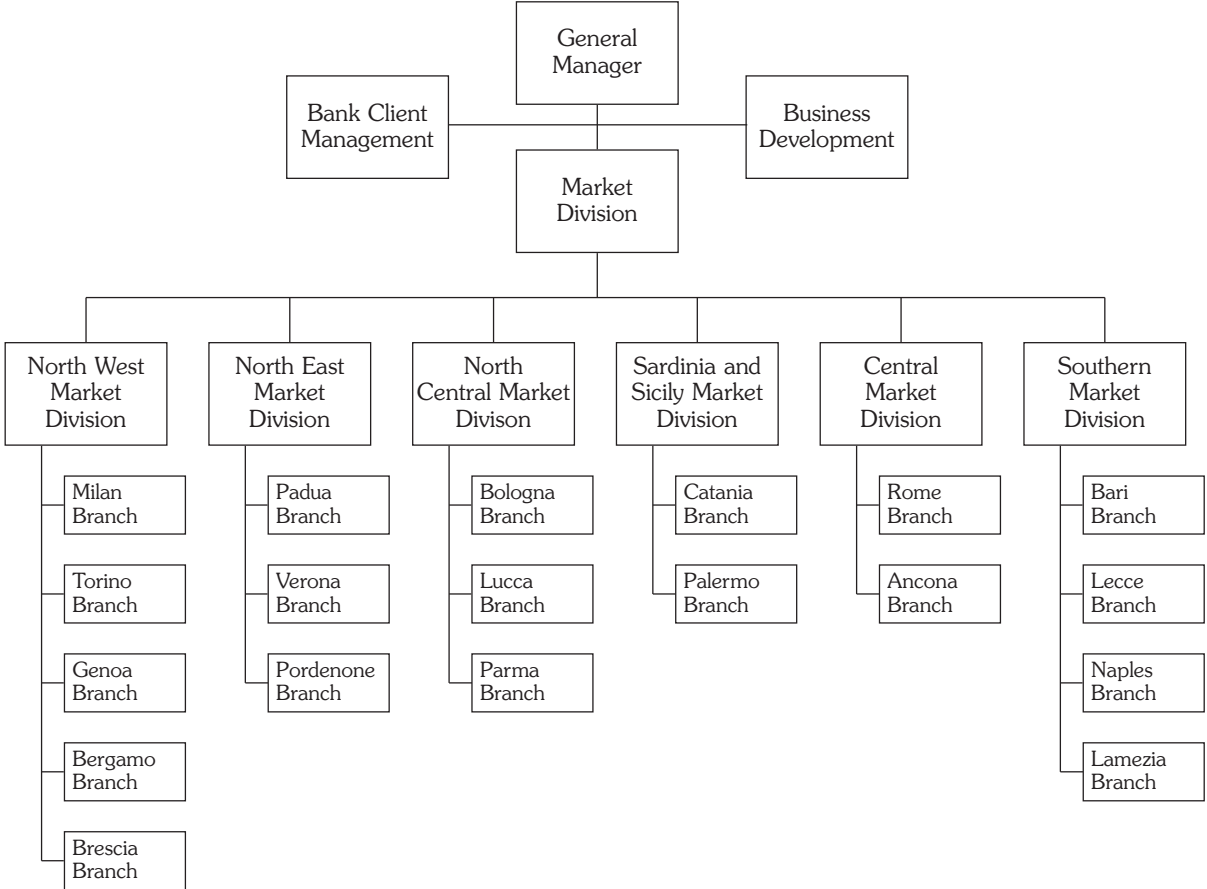 General
Manager
Bank Client
Management
Business
Development
Market
Division
North West
Market
Division
North East
Market
Division
North
Central Market
Divison
Sardinia and
Sicily Market
Division
Central
Market
Division
Southern
Market
Division
Milan
Branch
Torino
Branch
Genoa
Branch
Bergamo
Branch
Brescia
Branch
Padua
Branch
Verona
Branch
Pordenone
Branch
Bologna
Branch
Lucca
Branch
Parma
Branch
Catania
Branch
Palermo
Branch
Rome
Branch
Ancona
Branch
Bari
Branch
Lecce
Branch
Naples
Branch
Lamezia
Branch